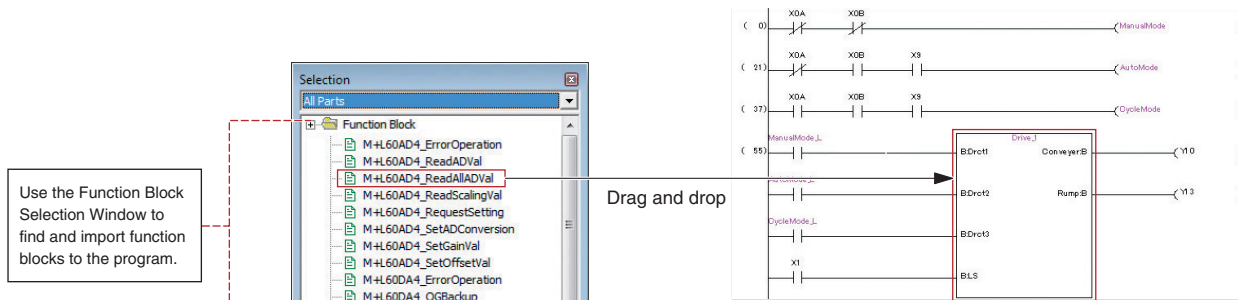 Use the Function Block
Selection Window to
find and import function
blocks to the program.
Selection
All Parts
Function Block
M+L60AD4_ErrorOperation
M+L60AD4_ReadADVal
M+L60AD4_ReadAllADVal
M+L60AD4_ReadScalingVal
M+L60AD4_RequestSetting
M+L60AD4_SetADConversion
M+L60AD4_SetGainVal
M+L60AD4_SetOffsetVal
M+L60DA4_ErrorOperation
M+L60DA4_OGBackup
Drag and drop
X0A X0B
( 0) ManualMode
X0A X0B X9
( 21) AutoMode
X0A X0B X9
( 37) CycleMode
ManualMode_L Drive_1
( 55) B:Drct1 Conveyer:B Y10
B:Drct2 Rump:B Y13
CycleMode_L
B:Drct3
X1
B:LS